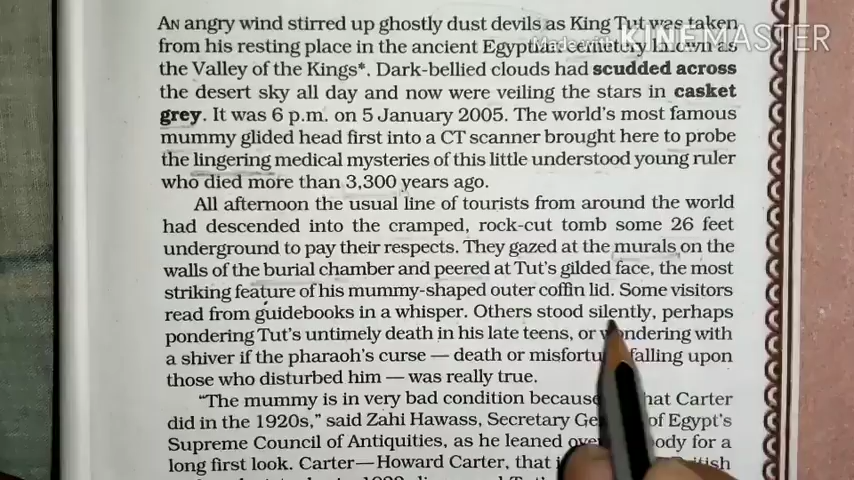 AN angry wind stirred up ghostly dust devils as King Tut was taken
from his resting place in the ancient Egyptian cemetery known as
the Valley of the Kings*. Dark-bellied clouds had scudded across
the desert sky all day and now were veiling the stars in casket
grey. It was 6 p.m. on 5 January 2005. The world's most famous
mummy glided head first into a CT scanner brought here to probe
the lingering medical mysteries of this little understood young ruler
who died more than 3,300 years ago.
All afternoon the usual line of tourists from around the world
had descended into the cramped, rock-cut tomb some 26 feet
underground to pay their respects. They gazed at the murals on the
walls of the burial chamber and peered at Tut's gilded face, the most
striking feature of his mummy-shaped outer coffin lid. Some visitors
read from guidebooks in a whisper. Others stood silently, perhaps
pondering Tut's untimely death in his late teens, or wondering with
a shiver if the pharaoh's curse — death or falling upon
those who disturbed him — was really true.
"The mummy is in very bad condition because hat Carter
did in the 1920s," said Zahi Hawass, Secretary of Egypt's
Supreme Council of Antiquities, as he leaned body for a
long first look. Carter—Howard Carter, that
Made with KINEMASTER